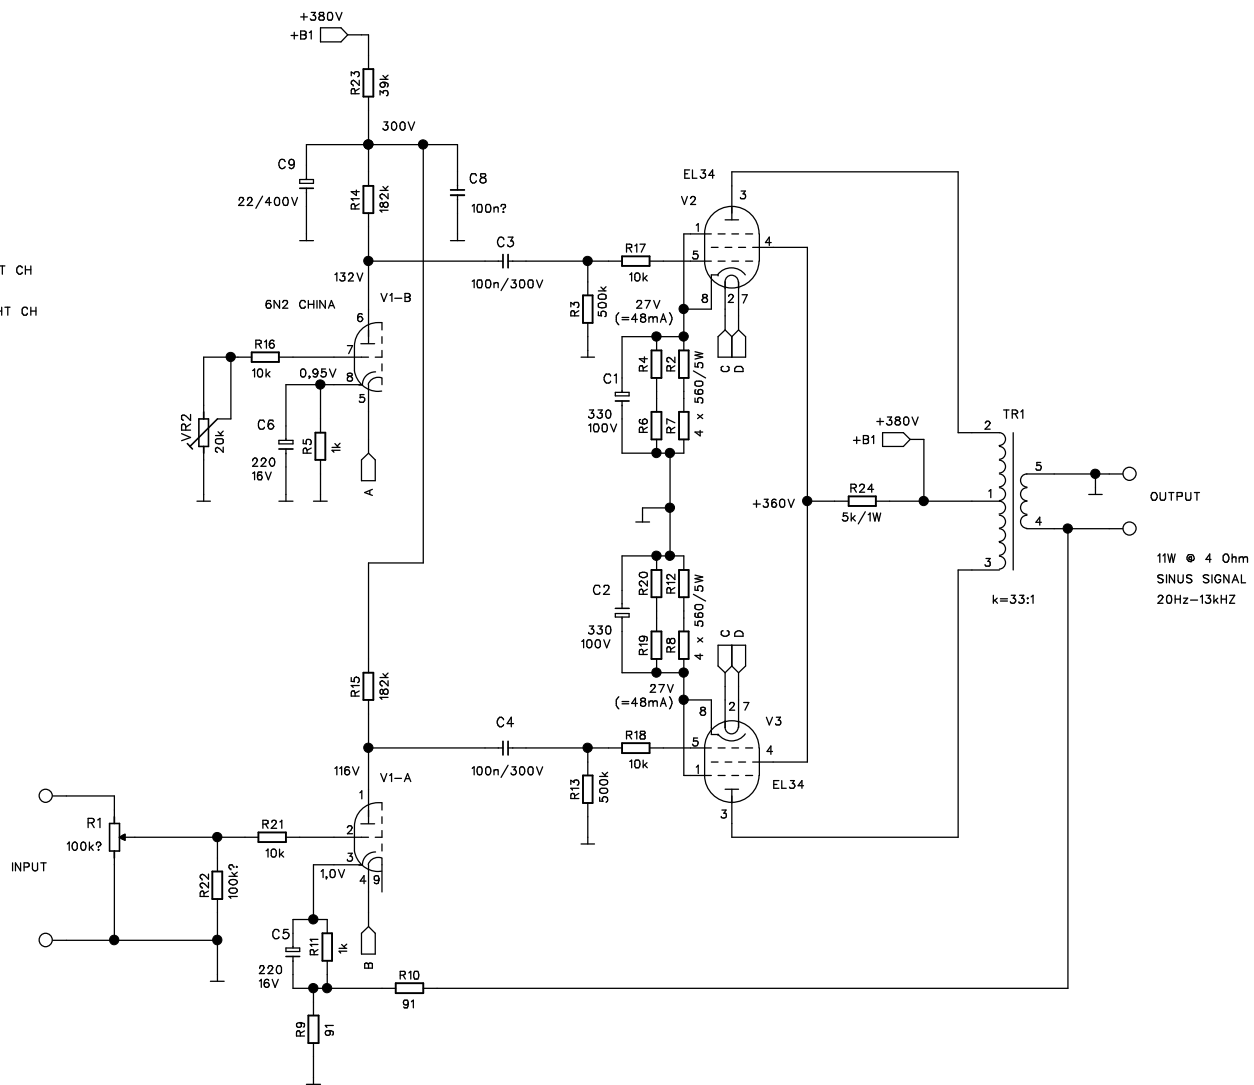 +380V
+B1
R23
39k
300V
C9
22/400V
R14
182k
C8
100n?
EL34
V2
3
1
4
5
8
2
7
C
D
C3
100n/300V
R17
10k
R3
500k
27V
(=48mA)
T CH
HT CH
132V
6N2 CHINA
V1-B
6
7
8
5
R16
10k
0,95V
VR2
20k
C6
220
16V
R5
1k
A
C1
330
100V
R4
R2
R6
R7
4 x 560/5W
+380V
+B1
TR1
2
1
3
5
4
R24
5k/1W
+360V
OUTPUT
11W @ 4 Ohm
SINUS SIGNAL
20Hz-13kHZ
k=33:1
C2
330
100V
R20
R12
R19
R8
4 x 560/5W
C
D
27V
(=48mA)
8
2
7
V3
5
4
1
EL34
3
R15
182k
C4
100n/300V
R18
10k
R13
500k
116V
V1-A
1
2
3
4
9
R1
100k?
INPUT
R21
10k
R22
100k?
1,0V
C5
220
16V
R11
1k
B
R10
91
R9
91